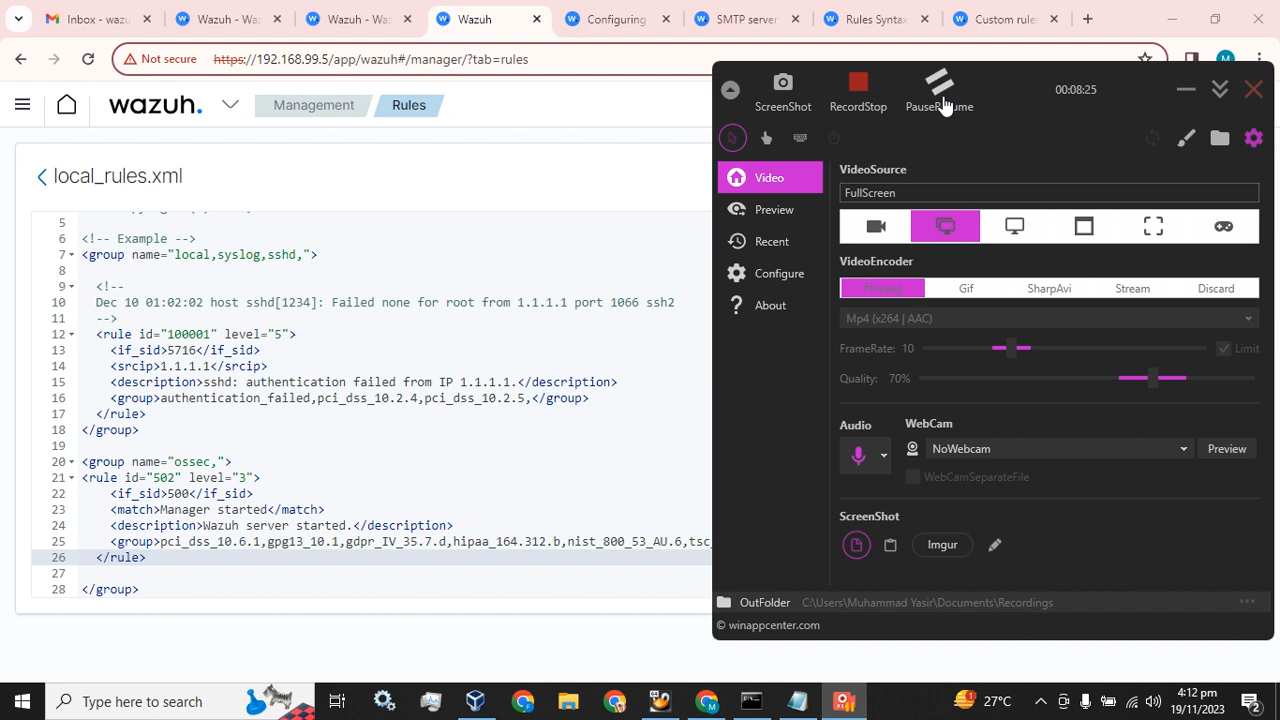 Inbox - waz
Wazuh - Wa
Wazuh - Wa
Wazuh
Configuring
SMTP server
Rules Syntax
Custom rule
Not secure https://192.168.99.5/app/wazuh#/manager/?tab=rules
M
wazuh. Management Rules
local_rules.xml
5
6 <!-- Example -->
7 <group name="local,syslog,sshd,">
8
9 <!--
10 Dec 10 01:02:02 host sshd[1234]: Failed none for root from 1.1.1.1 port 1066 ssh2
11 -->
12 <rule id="100001" level="5">
13 <if_sid>5716</if_sid>
14 <srcip>1.1.1.1</srcip>
15 <description>sshd: authentication failed from IP 1.1.1.1.</description>
16 <group>authentication_failed,pci_dss_10.2.4,pci_dss_10.2.5,</group>
17 </rule>
18 </group>
19
20 <group name="ossec,">
21 <rule id="502" level="3">
22 <if_sid>500</if_sid>
23 <match>Manager started</match>
24 <description>Wazuh server started.</description>
25 <group>pci_dss_10.6.1,gpg13_10.1,gdpr_IV_35.7.d,hipaa_164.312.b,nist_800_53_AU.6,tsc_
26 </rule>
27
28 </group>
ScreenShot RecordStop 00:08:25
Video
Preview
Recent
Configure
About
VideoSource
FullScreen
VideoEncoder
Gif SharpAvi Stream Discard
Mp4 (x264 | AAC)
FrameRate: 10 Limit
Quality: 70%
Audio WebCam
NoWebcam Preview
WebCamSeparateFile
ScreenShot
Imgur
OutFolder C:\Users\Muhammad Yasir\Documents\Recordings
© winappcenter.com
Type here to search
27°C
4:12 pm
19/11/2023
2